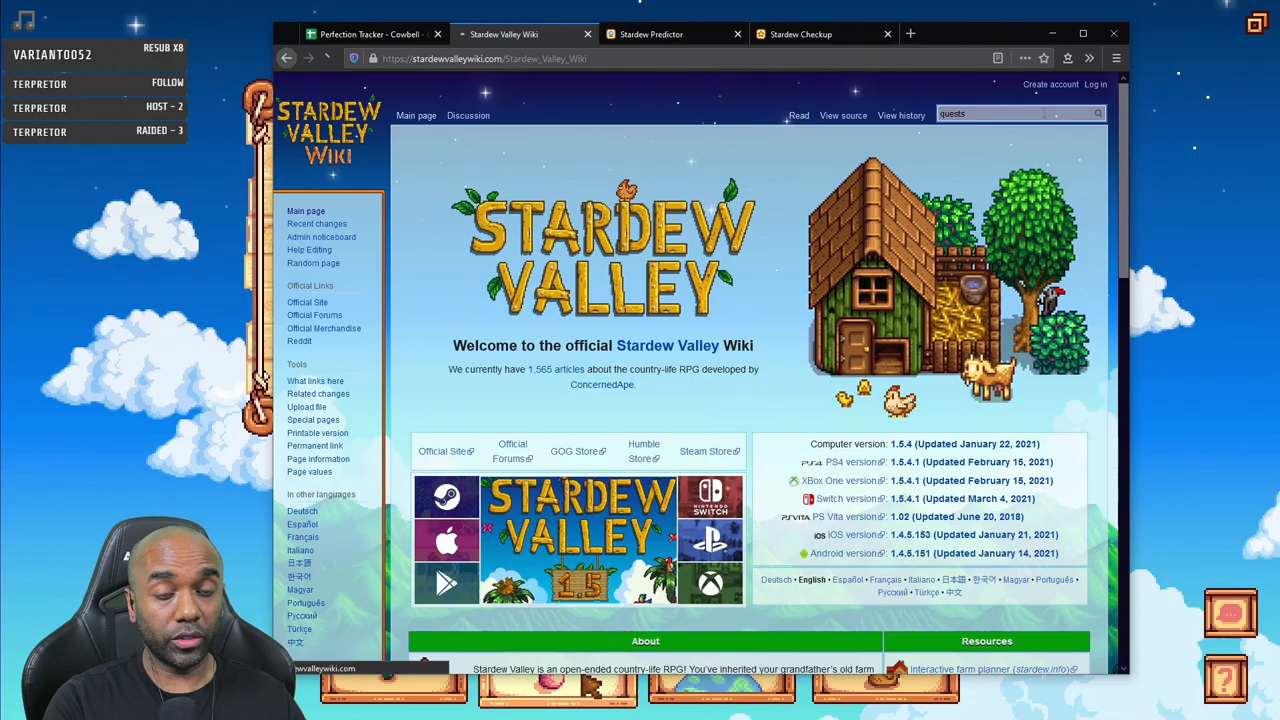 VARIANT0052
RESUB X8
TERPRETOR
FOLLOW
TERPRETOR
HOST - 2
TERPRETOR
RAIDED - 3
Perfection Tracker - Cowbell -
Stardew Valley Wiki
Stardew Predictor
Stardew Checkup
https://stardewvalleywiki.com/Stardew_Valley_Wiki
Create account
Log in
STARDEW
VALLEY
WIKI
Main page
Discussion
Read
View source
View history
quests
Main page
Recent changes
Admin noticeboard
Help Editing
Random page
Official Links
Official Site
Official Forums
Official Merchandise
Reddit
Tools
What links here
Related changes
Upload file
Special pages
Printable version
Permanent link
Page information
Page values
In other languages
Deutsch
Español
Français
Italiano
日本語
한국어
Magyar
Português
Русский
Türkçe
中文
STARDEW
VALLEY
Welcome to the official Stardew Valley Wiki
We currently have 1,565 articles about the country-life RPG developed by
ConcernedApe.
Official Site
Official
Forums
GOG Store
Humble
Store
Steam Store
STARDEW
VALLEY
1.5
NINTENDO
SWITCH
Computer version: 1.5.4 (Updated January 22, 2021)
PS4 PS4 version: 1.5.4.1 (Updated February 15, 2021)
XBox One version: 1.5.4.1 (Updated February 15, 2021)
Switch version: 1.5.4.1 (Updated March 4, 2021)
PSVITA PS Vita version: 1.02 (Updated June 20, 2018)
iOS iOS version: 1.4.5.153 (Updated January 21, 2021)
Android version: 1.4.5.151 (Updated January 14, 2021)
Deutsch • English • Español • Français • Italiano • 日本語 • 한국어 • Magyar • Português •
Русский • Türkçe • 中文
About
Resources
Stardew Valley is an open-ended country-life RPG! You've inherited your grandfather's old farm
Interactive farm planner (stardew.info)
?